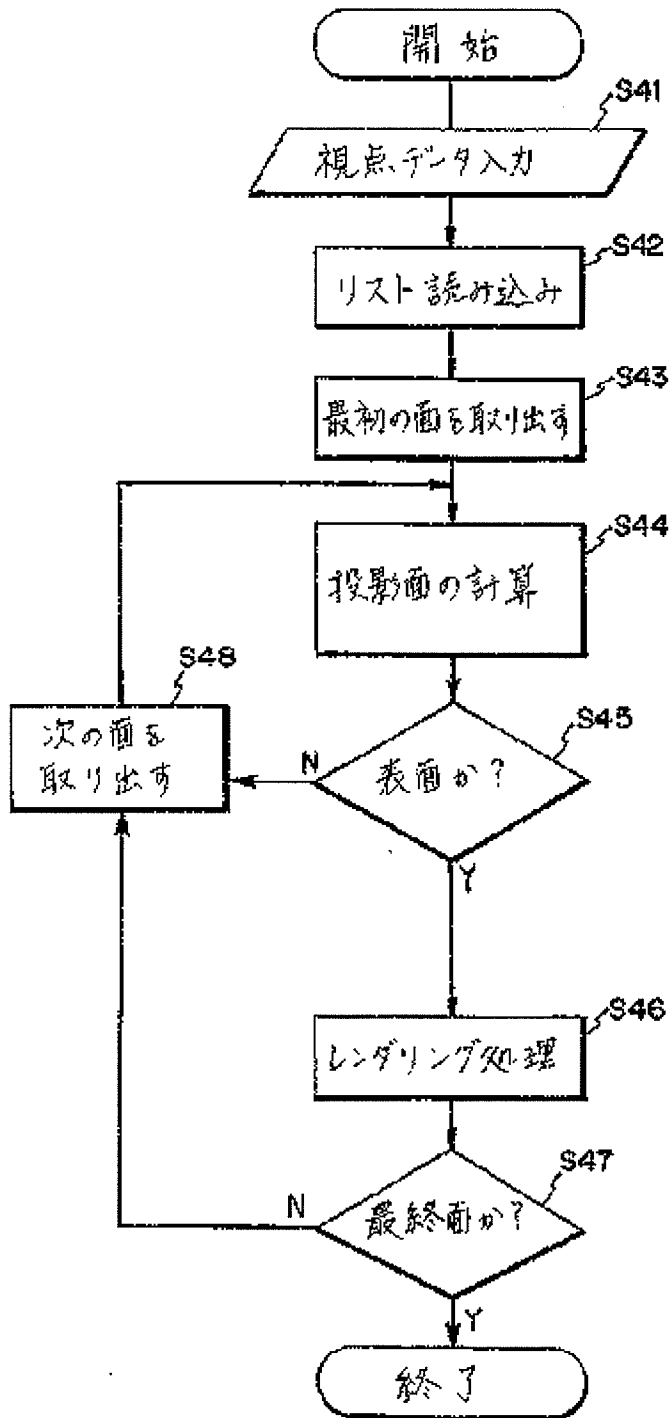 開始
S41
視点データ入力
S42
リスト読み込み
S43
最初の面を取り出す
S44
投影面の計算
S48
次の面を
取り出す
S45
N
表面か?
Y
S46
レンダリング処理
S47
N
最終面か?
Y
終了